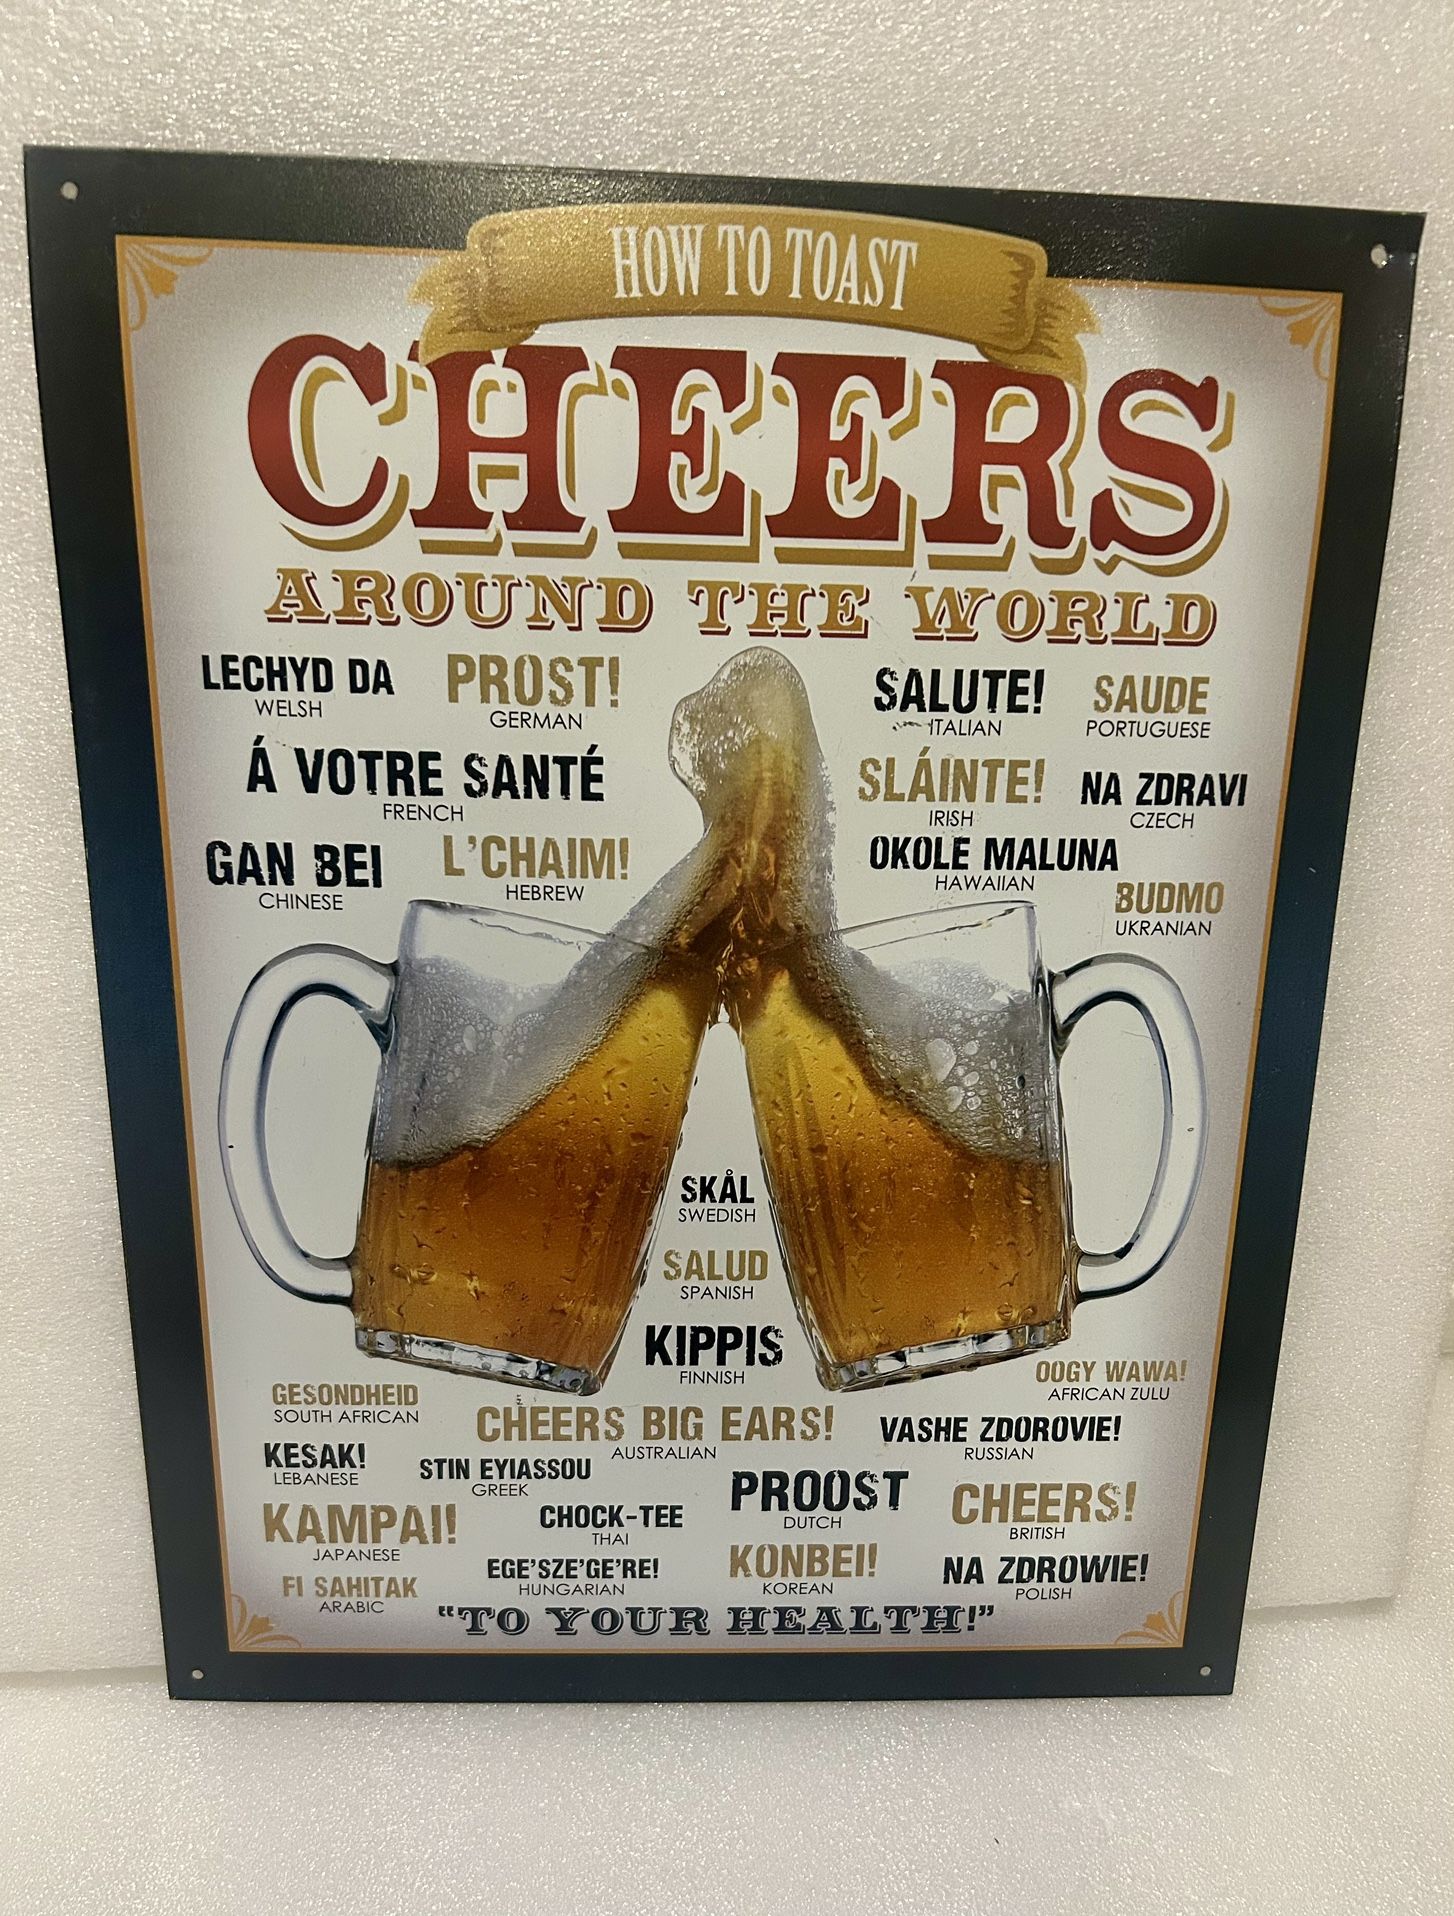 HOW TO TOAST
CHEERS
AROUND THE WORLD
LECHYD DA
WELSH
PROST!
GERMAN
SALUTE!
ITALIAN
SAUDE
PORTUGUESE
Á VOTRE SANTÉ
FRENCH
SLÁINTE!
IRISH
NA ZDRAVI
CZECH
GAN BEI
CHINESE
L'CHAIM!
HEBREW
OKOLE MALUNA
HAWAIIAN
BUDMO
UKRANIAN
SKÅL
SWEDISH
SALUD
SPANISH
KIPPIS
FINNISH
OOGY WAWA!
AFRICAN ZULU
GESONDHEID
SOUTH AFRICAN
CHEERS BIG EARS!
AUSTRALIAN
VASHE ZDOROVIE!
RUSSIAN
KESAK!
LEBANESE
STIN EYIASSOU
GREEK
PROOST
DUTCH
CHEERS!
BRITISH
KAMPAI!
JAPANESE
CHOCK-TEE
THAI
EGE'SZE'GE'RE!
HUNGARIAN
KONBEI!
KOREAN
NA ZDROWIE!
POLISH
FI SAHITAK
ARABIC
"TO YOUR HEALTH!"